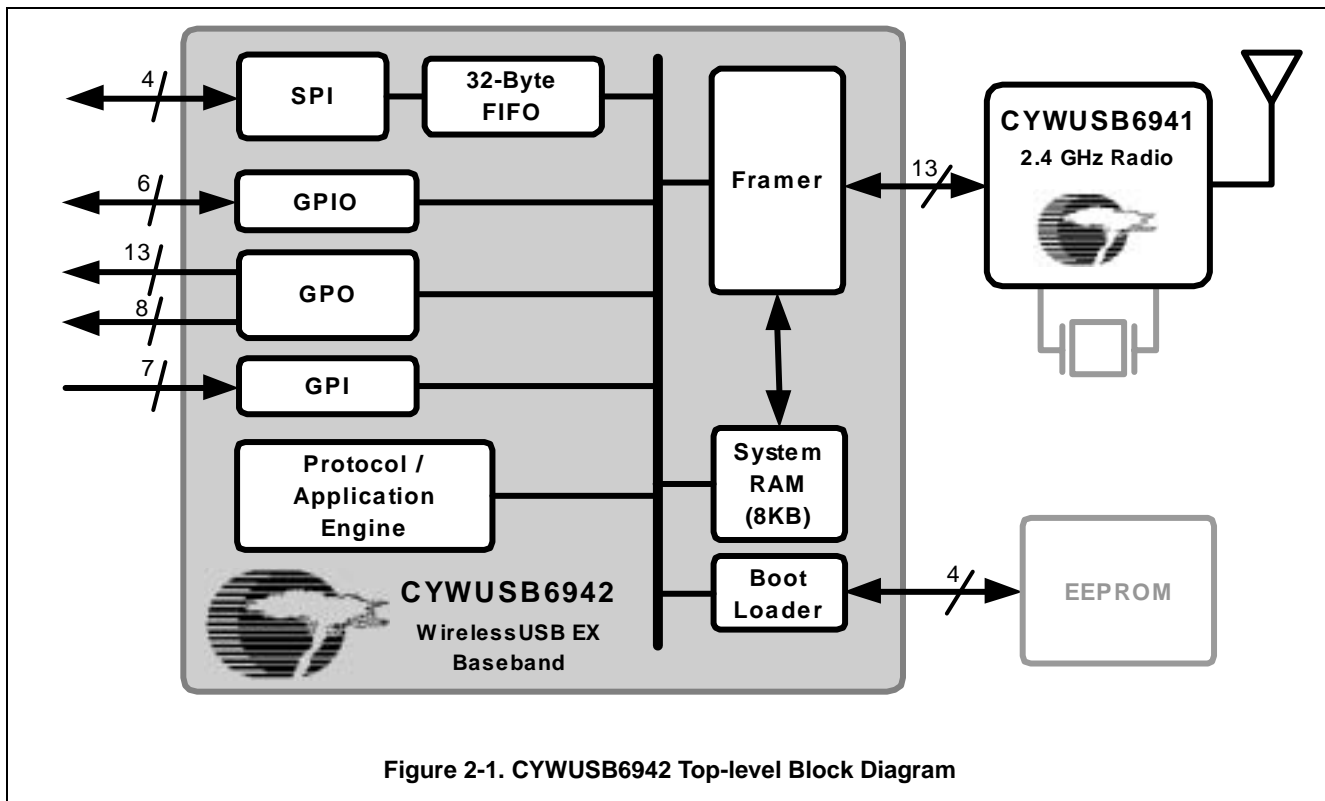 4
SPI
32-Byte
FIFO
6
GPIO
13
GPO
8
7
GPI
Protocol /
Application
Engine
CYWUSB6942
WirelessUSB EX
Baseband
Framer
System
RAM
(8KB)
Boot
Loader
13
CYWUSB6941
2.4 GHz Radio
4
EEPROM
Figure 2-1. CYWUSB6942 Top-level Block Diagram